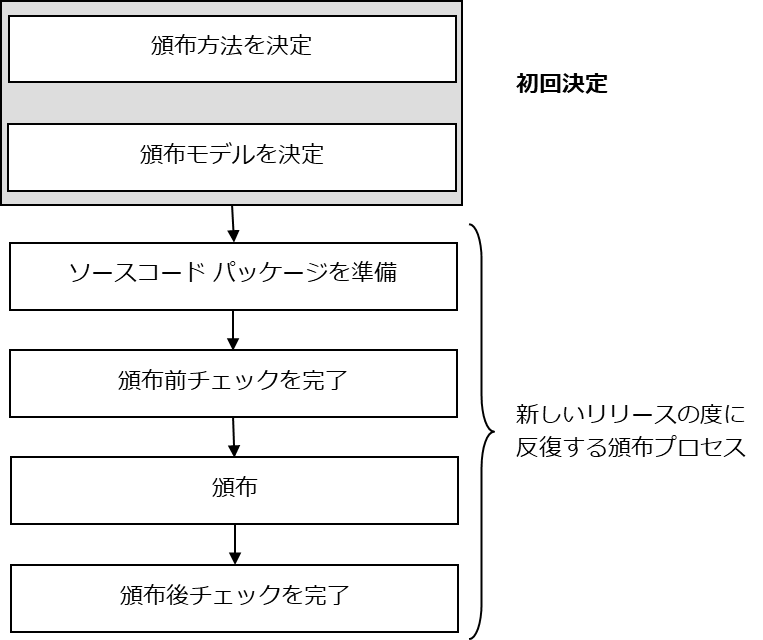 頒布方法を決定
初回決定
頒布モデルを決定
ソースコード パッケージを準備
頒布前チェックを完了
新しいリリースの度に
反復する頒布プロセス
頒布
頒布後チェックを完了